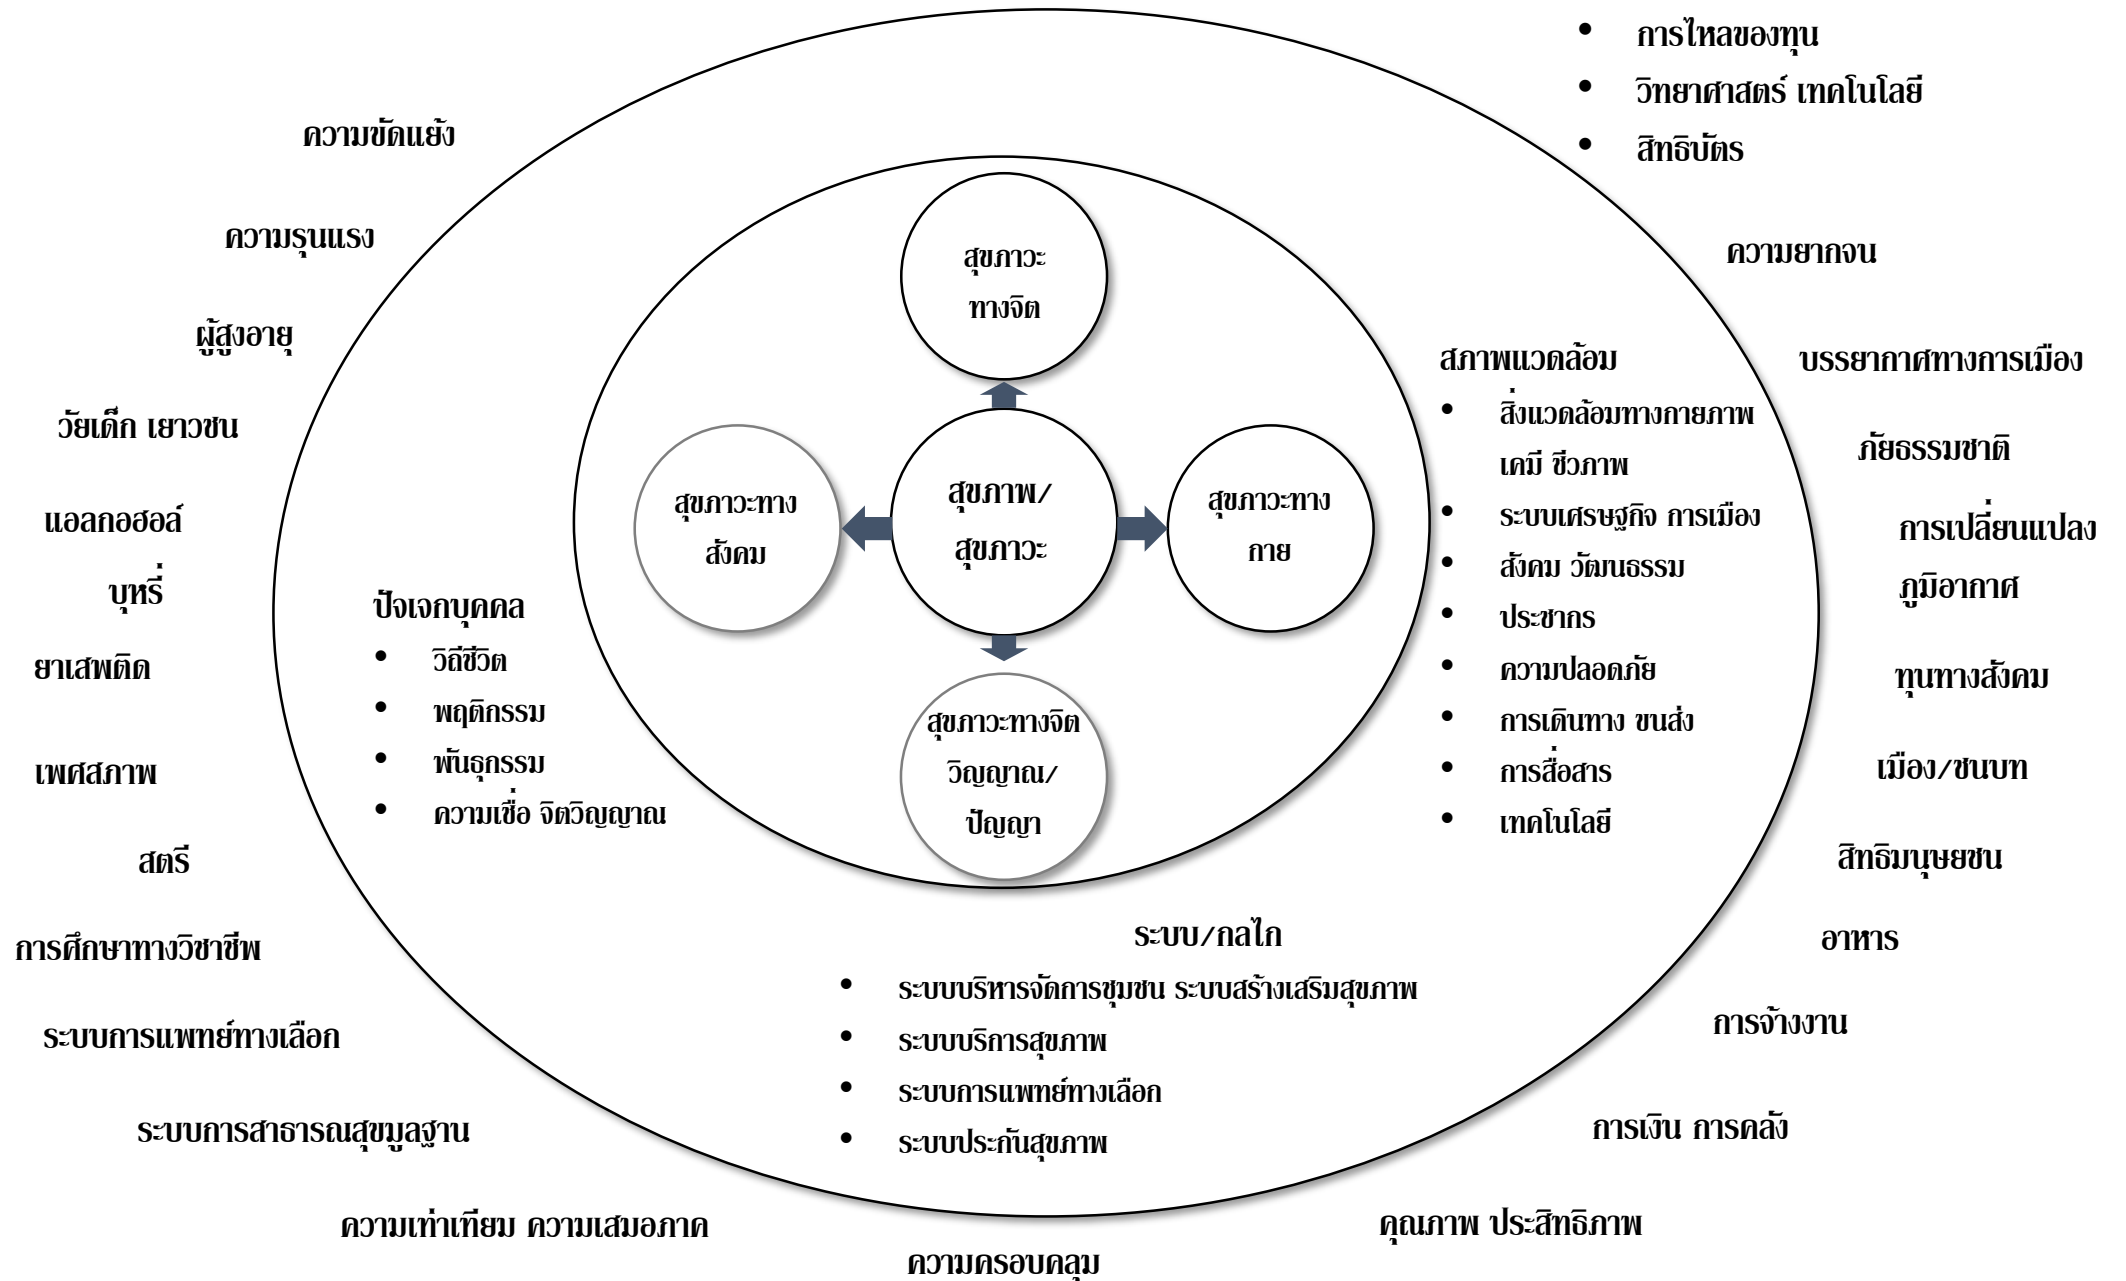 การไหลของทุน
วิทยาศาสตร์ เทคโนโลยี
สิทธิบัตร
ความขัดแย้ง
ความรุนแรง
ผู้สูงอายุ
วัยเด็ก เยาวชน
แอลกอฮอล์
บุหรี่
ยาเสพติด
เพศสภาพ
สตรี
การศึกษาทางวิชาชีพ
ระบบการแพทย์ทางเลือก
ระบบการสาธารณสุขมูลฐาน
ความเท่าเทียม ความเสมอภาค
ปัจเจกบุคคล
• วิถีชีวิต
• พฤติกรรม
• พันธุกรรม
• ความเชื่อ จิตวิญญาณ
สุขภาวะ
ทางจิต
สุขภาวะทาง
สังคม
สุขภาพ/
สุขภาวะ
สุขภาวะทาง
กาย
สุขภาวะทางจิต
วิญญาณ/
ปัญญา
สภาพแวดล้อม
• สิ่งแวดล้อมทางกายภาพ
เคมี ชีวภาพ
• ระบบเศรษฐกิจ การเมือง
• สังคม วัฒนธรรม
• ประชากร
• ความปลอดภัย
• การเดินทาง ขนส่ง
• การสื่อสาร
• เทคโนโลยี
ระบบ/กลไก
• ระบบบริหารจัดการชุมชน ระบบสร้างเสริมสุขภาพ
• ระบบบริการสุขภาพ
• ระบบการแพทย์ทางเลือก
• ระบบประกันสุขภาพ
ความยากจน
บรรยากาศทางการเมือง
ภัยธรรมชาติ
การเปลี่ยนแปลง
ภูมิอากาศ
ทุนทางสังคม
เมือง/ชนบท
สิทธิมนุษยชน
อาหาร
การจ้างงาน
การเงิน การคลัง
คุณภาพ ประสิทธิภาพ
ความครอบคลุม